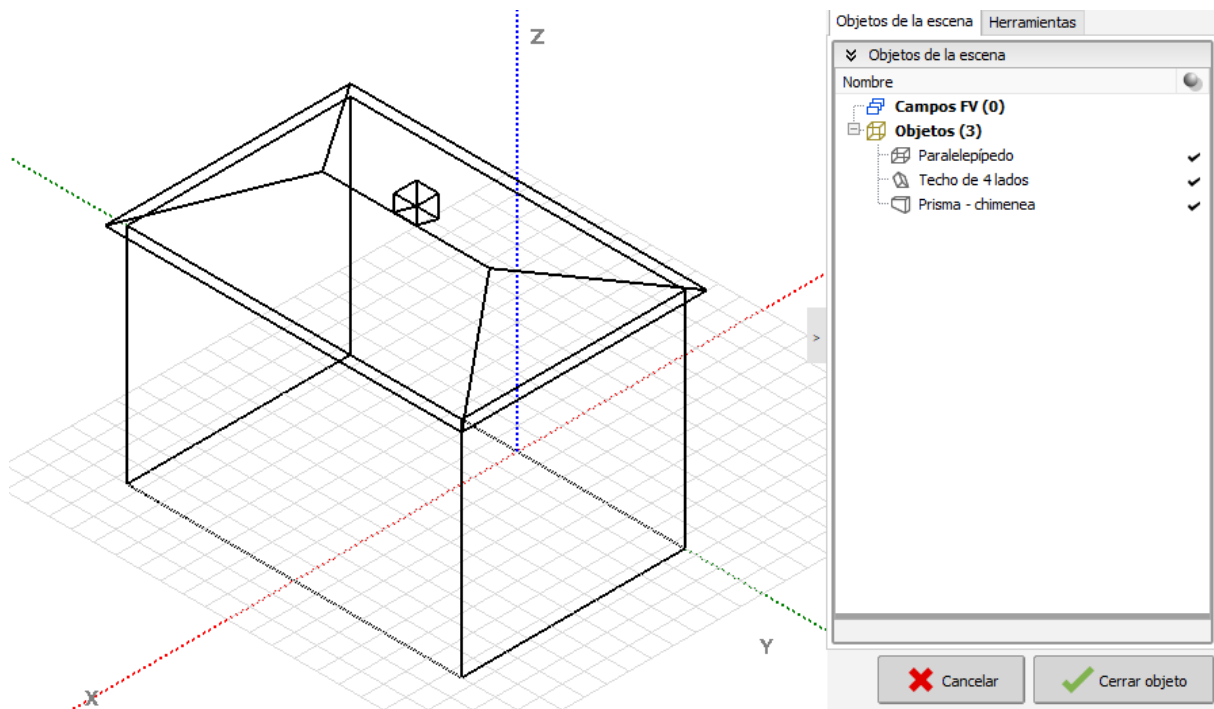 Objetos de la escena Herramientas
Objetos de la escena
Nombre
Campos FV (0)
Objetos (3)
Paralelepípedo
Techo de 4 lados
Prisma - chimenea
Z
>
Y
X
Cancelar Cerrar objeto